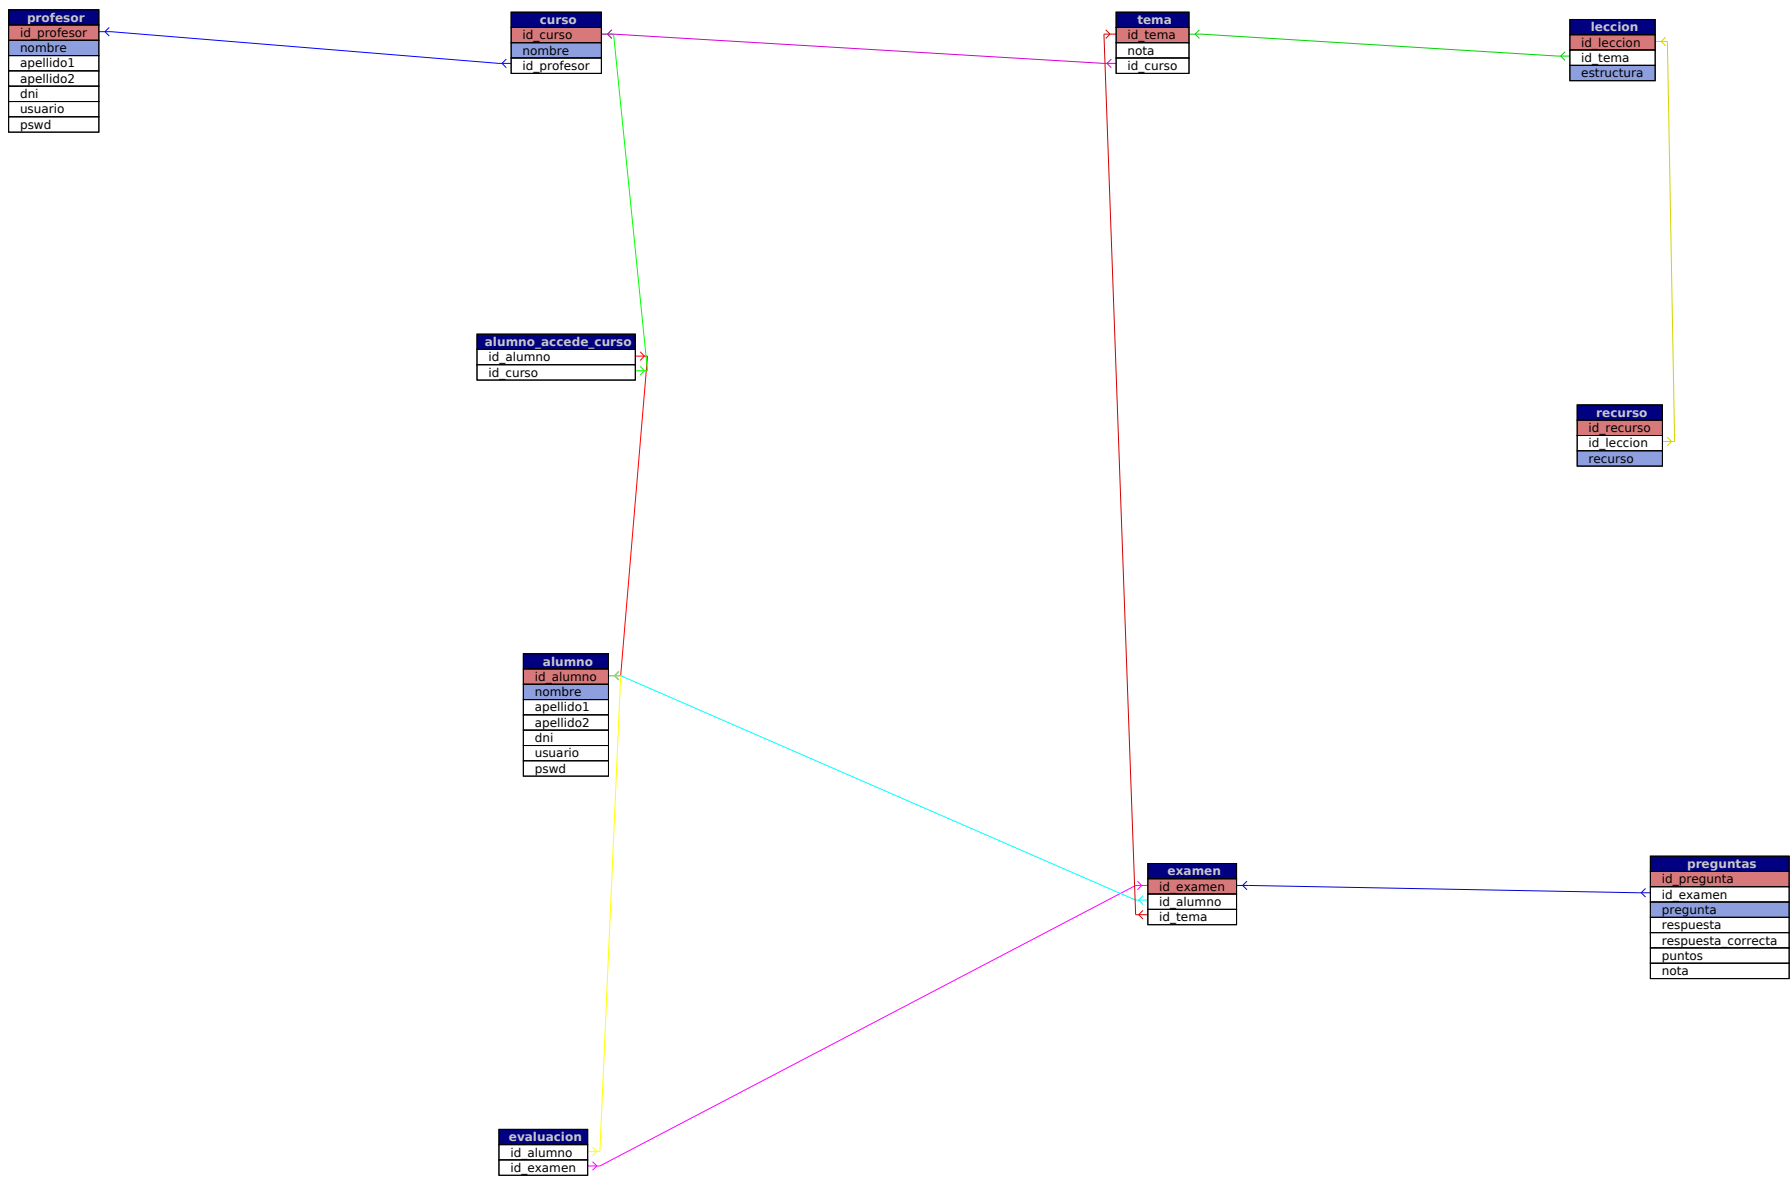 profesor
id_profesor
nombre
apellido1
apellido2
dni
usuario
pswd
curso
id_curso
nombre
id_profesor
tema
id_tema
nota
id_curso
leccion
id_leccion
id_tema
estructura
alumno_accede_curso
id_alumno
id_curso
recurso
id_recurso
id_leccion
recurso
alumno
id_alumno
nombre
apellido1
apellido2
dni
usuario
pswd
examen
id_examen
id_alumno
id_tema
preguntas
id_pregunta
id_examen
pregunta
respuesta
respuesta_correcta
puntos
nota
evaluacion
id_alumno
id_examen